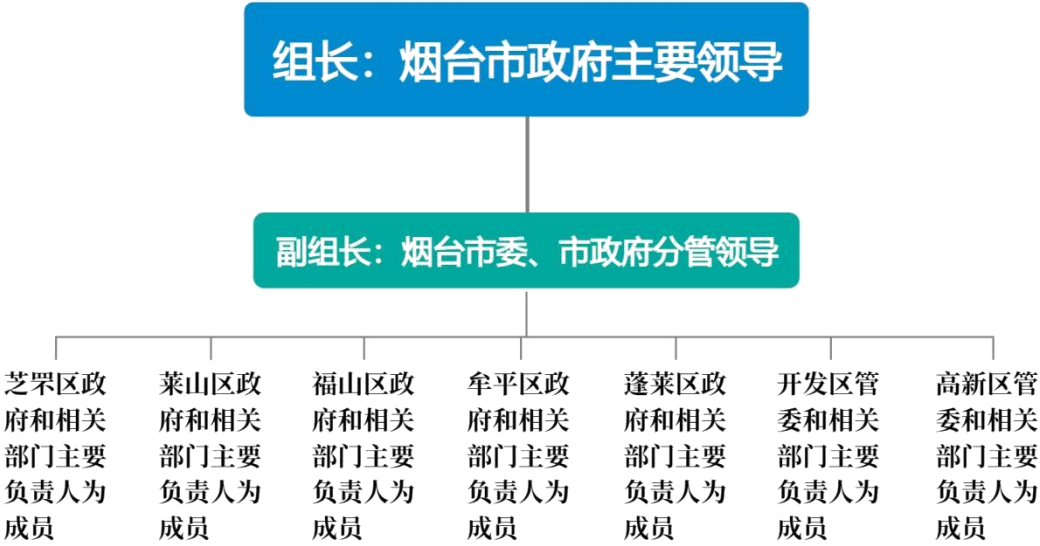 组长：烟台市政府主要领导
副组长：烟台市委、市政府分管领导
芝罘区政
府和相关
部门主要
负责人为
成员
莱山区政
府和相关
部门主要
负责人为
成员
福山区政
府和相关
部门主要
负责人为
成员
牟平区政
府和相关
部门主要
负责人为
成员
蓬莱区政
府和相关
部门主要
负责人为
成员
开发区管
委和相关
部门主要
负责人为
成员
高新区管
委和相关
部门主要
负责人为
成员